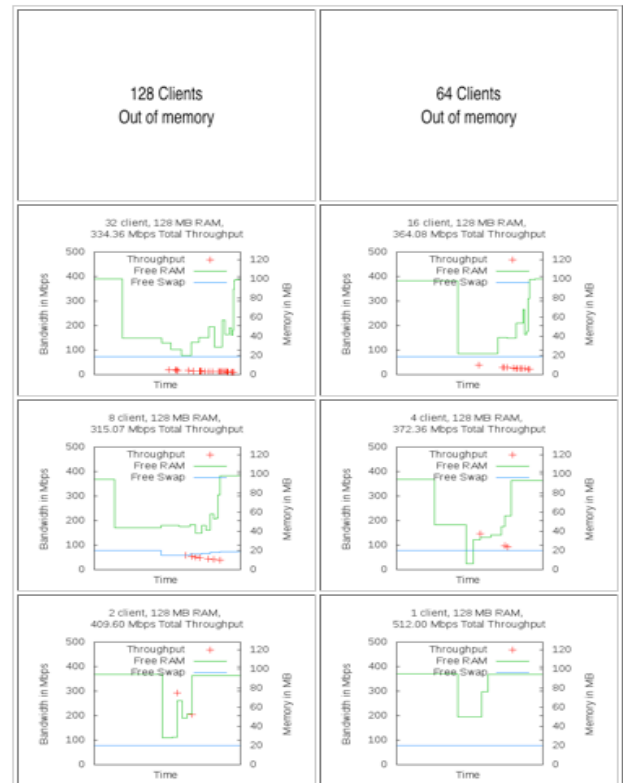 128 Clients
Out of memory
64 Clients
Out of memory
32 client, 128 MB RAM,
334.36 Mbps Total Throughput
Throughput
Free RAM
Free Swap
500
400
300
200
100
0
120
100
80
60
40
20
0
Bandwidth in Mbps
Memory in MB
Time
16 client, 128 MB RAM,
364.08 Mbps Total Throughput
Throughput
Free RAM
Free Swap
500
400
300
200
100
0
120
100
80
60
40
20
0
Bandwidth in Mbps
Memory in MB
Time
8 client, 128 MB RAM,
315.07 Mbps Total Throughput
Throughput
Free RAM
Free Swap
500
400
300
200
100
0
120
100
80
60
40
20
0
Bandwidth in Mbps
Memory in MB
Time
4 client, 128 MB RAM,
372.36 Mbps Total Throughput
Throughput
Free RAM
Free Swap
500
400
300
200
100
0
120
100
80
60
40
20
0
Bandwidth in Mbps
Memory in MB
Time
2 client, 128 MB RAM,
409.60 Mbps Total Throughput
Throughput
Free RAM
Free Swap
500
400
300
200
100
0
120
100
80
60
40
20
0
Bandwidth in Mbps
Memory in MB
Time
1 client, 128 MB RAM,
512.00 Mbps Total Throughput
Throughput
Free RAM
Free Swap
500
400
300
200
100
0
120
100
80
60
40
20
0
Bandwidth in Mbps
Memory in MB
Time